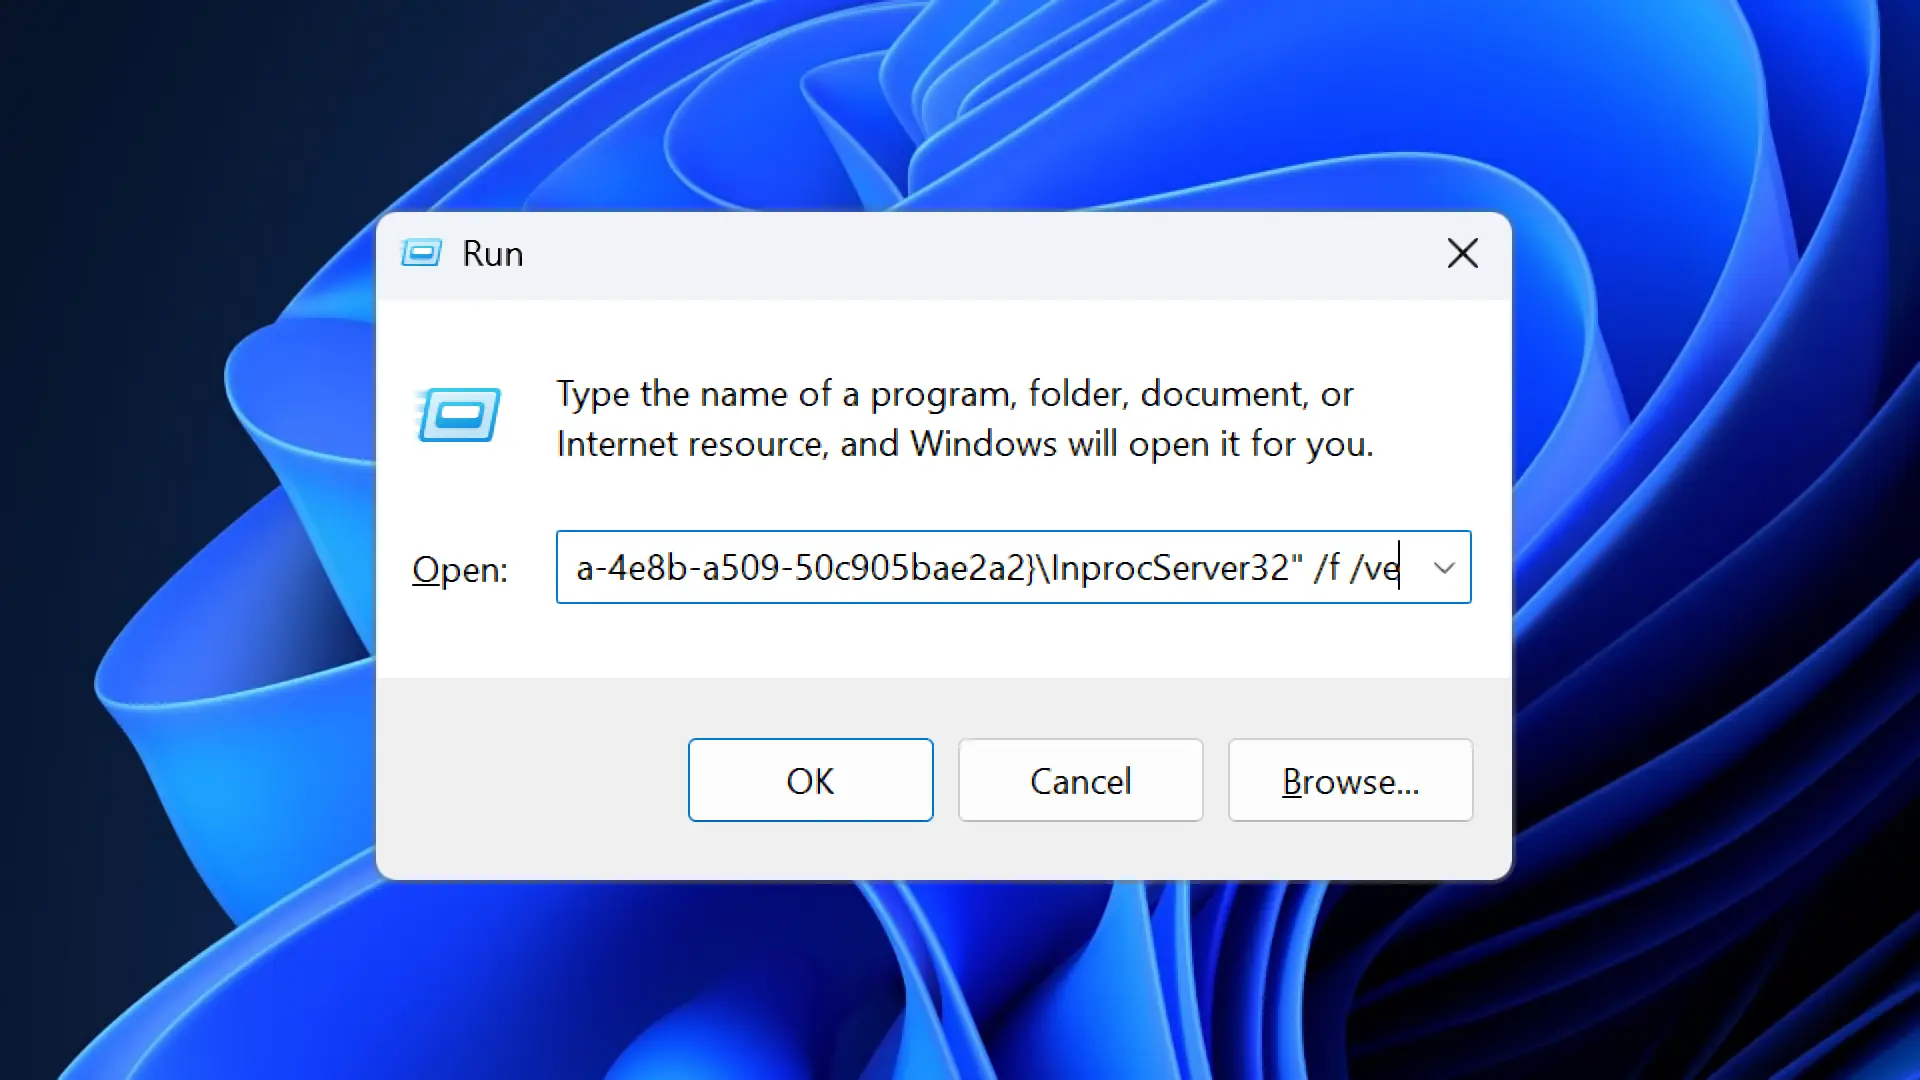 Run
Type the name of a program, folder, document, or
Internet resource, and Windows will open it for you.
Open:
a-4e8b-a509-50c905bae2a2}\InprocServer32" /f /ve
OK
Cancel
Browse...